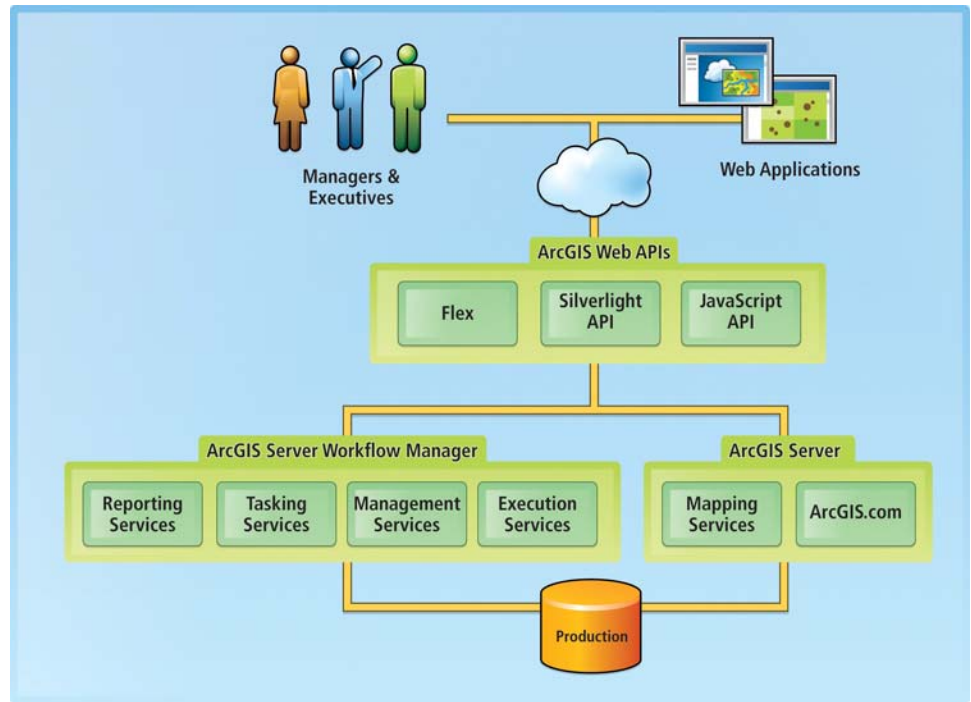 Managers &
Executives
Web Applications
ArcGIS Web APIs
Flex
Silverlight
API
JavaScript
API
ArcGIS Server Workflow Manager
Reporting
Services
Tasking
Services
Management
Services
Execution
Services
ArcGIS Server
Mapping
Services
ArcGIS.com
Production